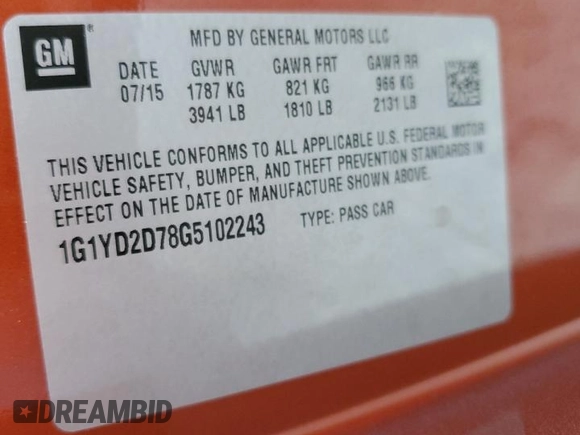 GM
®
MFD BY GENERAL MOTORS LLC
DATE GVWR GAWR FRT GAWR RR
07/15 1787 KG 821 KG 966 KG
3941 LB 1810 LB 2131 LB
THIS VEHICLE CONFORMS TO ALL APPLICABLE U.S. FEDERAL MOTOR
VEHICLE SAFETY, BUMPER, AND THEFT PREVENTION STANDARDS IN
EFFECT ON THE DATE OF MANUFACTURE SHOWN ABOVE.
1G1YD2D78G5102243 TYPE: PASS CAR
DREAMBID